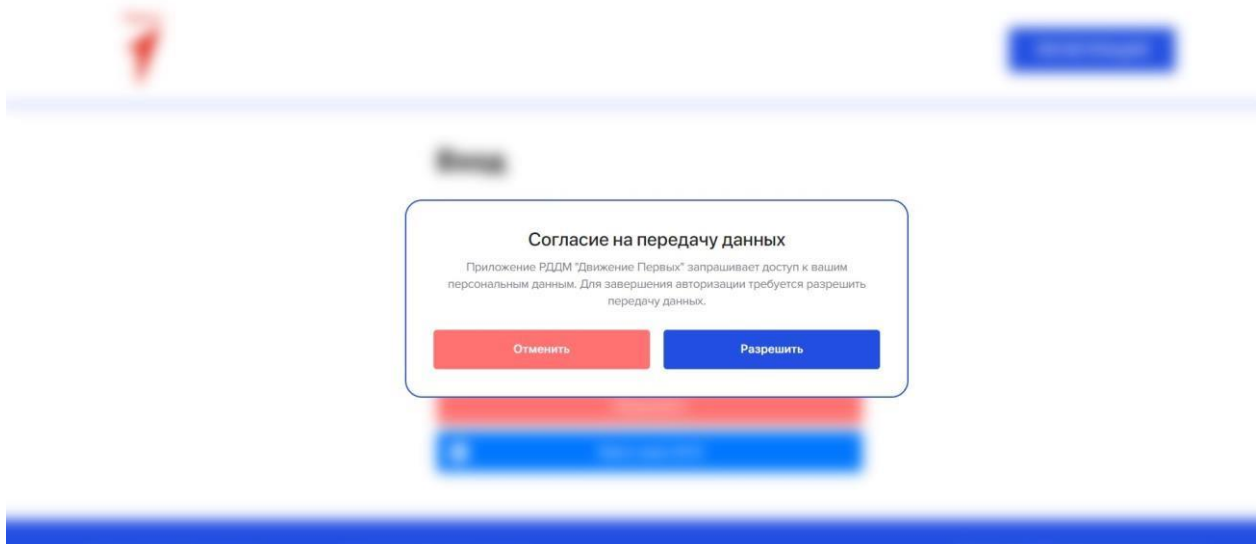 Вход
Согласие на передачу данных
Приложение РДДМ "Движение Первых" запрашивает доступ к вашим
персональным данным. Для завершения авторизации требуется разрешить
передачу данных.
Отменить
Разрешить